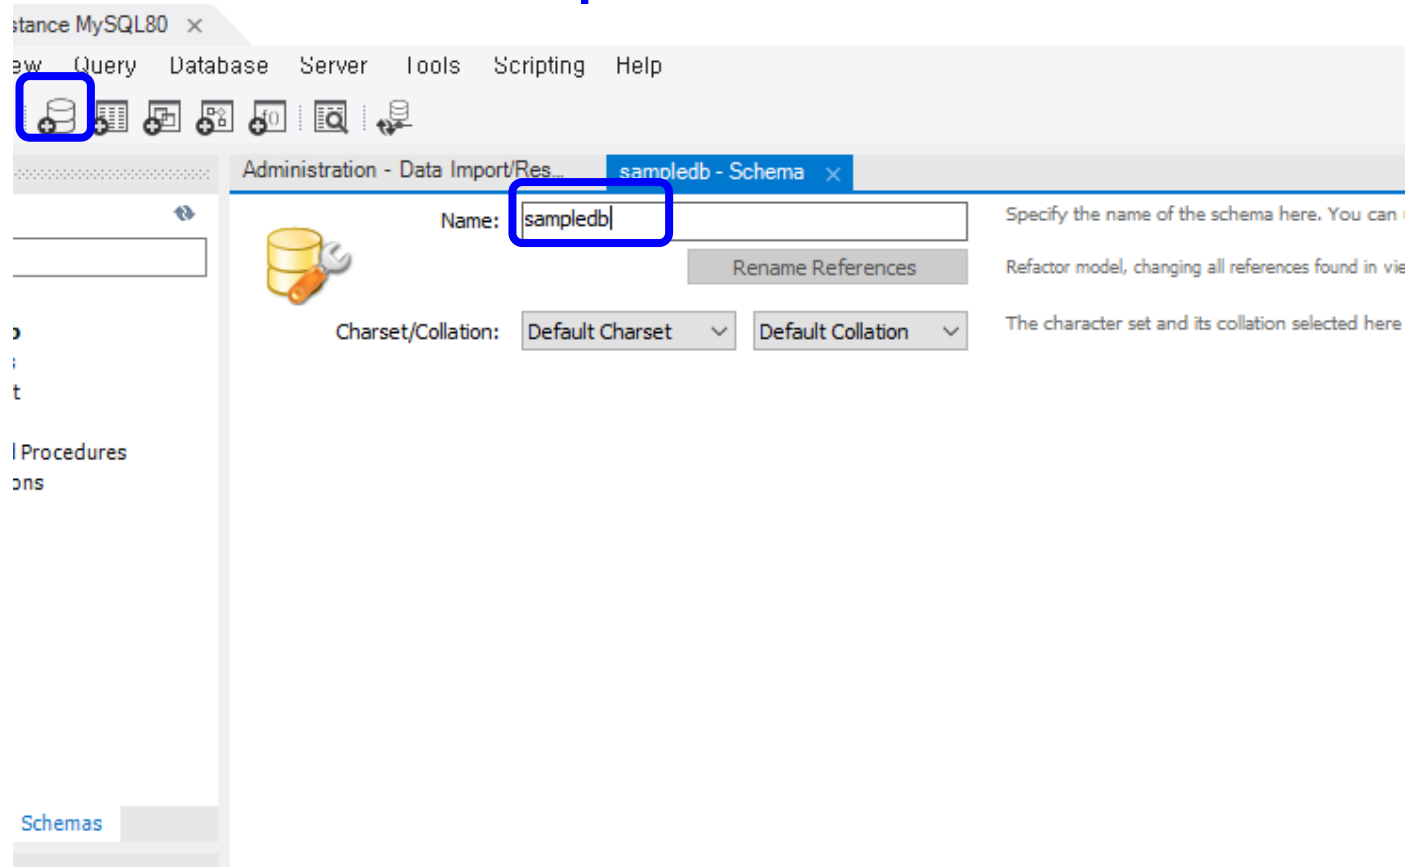 stance MySQL80
ew Query Database Server Tools Scripting Help
Administration - Data Import/Res...
sampledb - Schema
Name:
sampledb
Specify the name of the schema here. You can
Rename References
Refactor model, changing all references found in vie
Charset/Collation:
Default Charset
Default Collation
The character set and its collation selected here
t
l Procedures
ons
Schemas